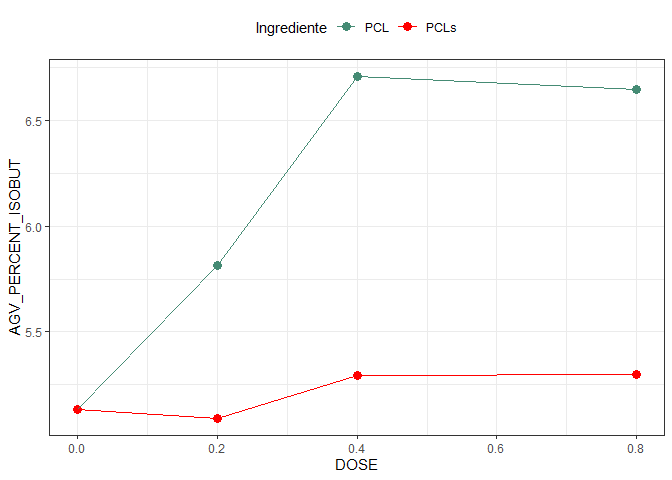 Ingrediente PCL PCLs
AGV_PERCENT_ISOBUT
6.5
6.0
5.5
0.0 0.2 0.4 0.6 0.8
DOSE